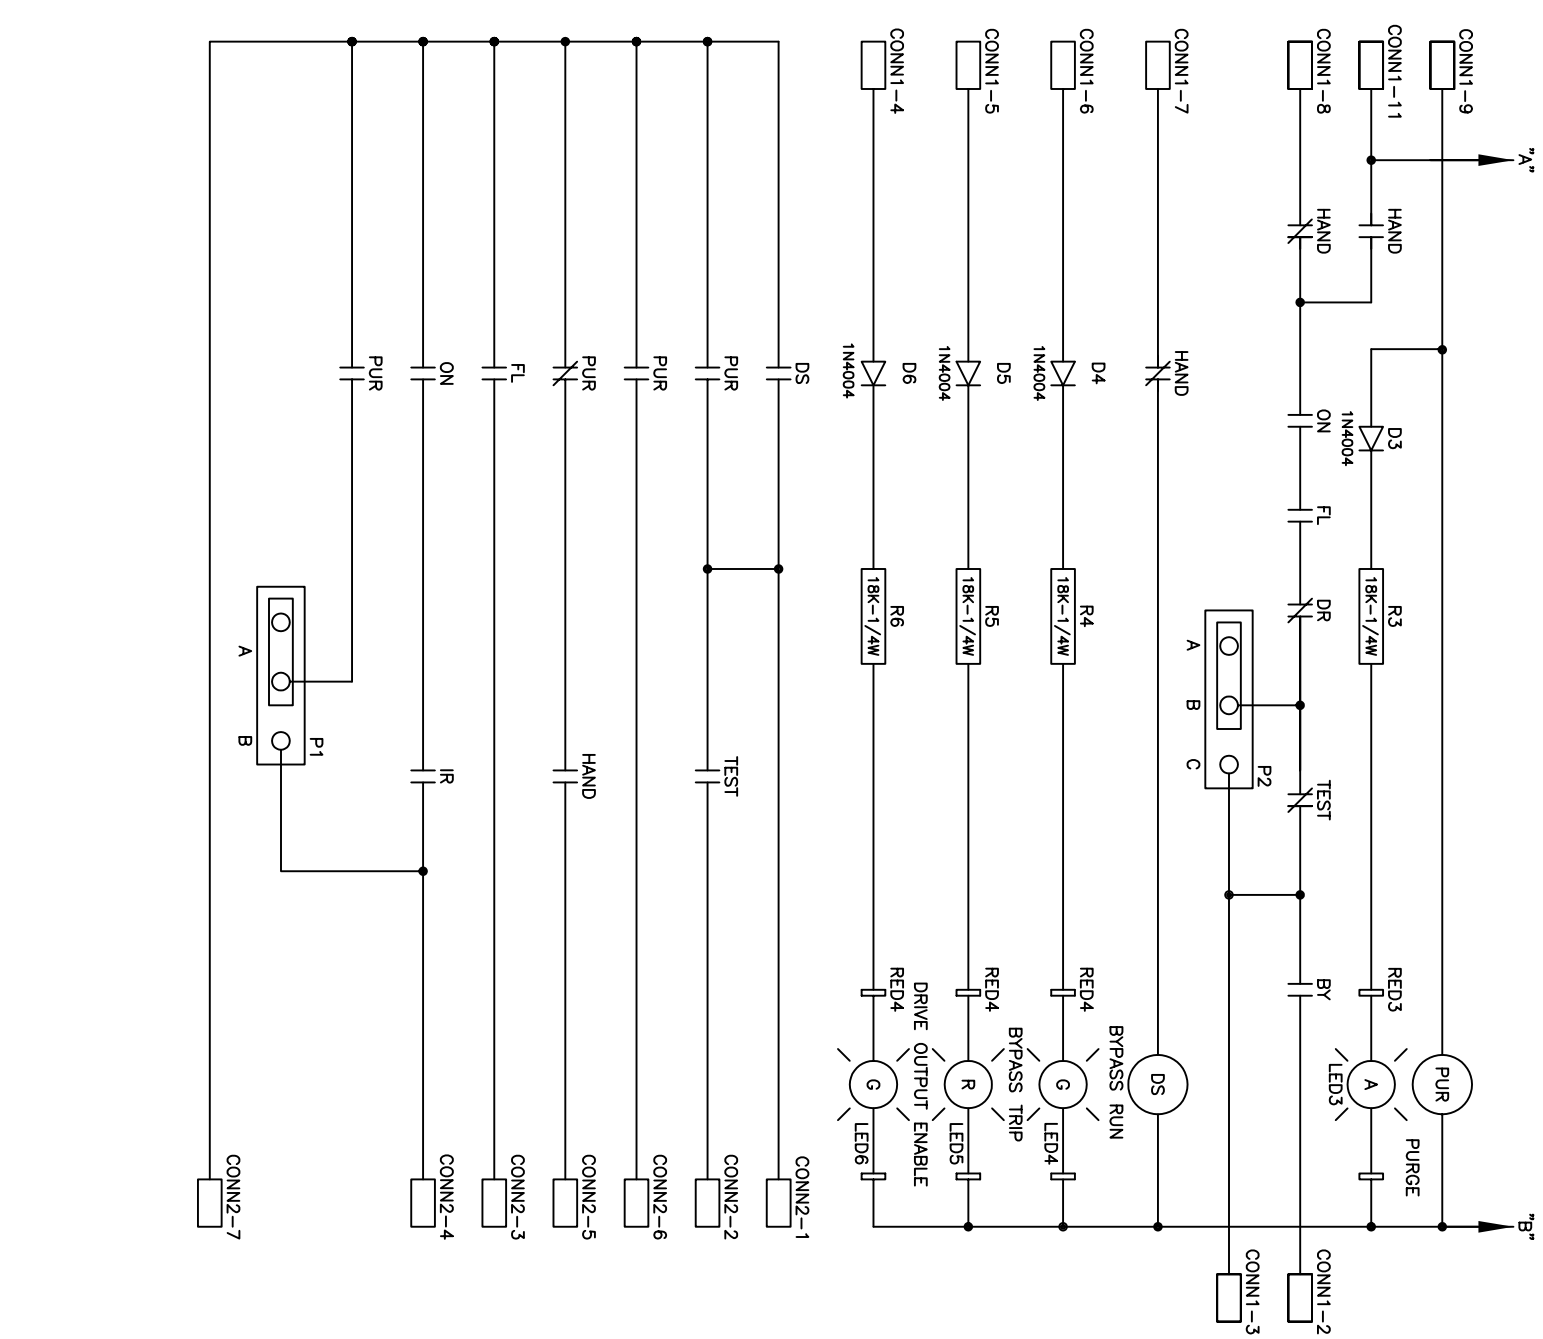 "A"
"B"
CONN1-9
PUR
PURGE
CONN1-11
HAND
D3
1N4004
R3
18K-1/4W
RED3
A
LED3
CONN1-8
HAND
ON
FL
DR
TEST
BY
CONN1-2
P2
A
B
C
CONN1-3
CONN1-7
HAND
DS
BYPASS RUN
CONN1-6
D4
1N4004
R4
18K-1/4W
RED4
G
LED4
BYPASS TRIP
CONN1-5
D5
1N4004
R5
18K-1/4W
RED4
R
LED5
DRIVE OUTPUT ENABLE
CONN1-4
D6
1N4004
R6
18K-1/4W
RED4
G
LED6
DS
CONN2-1
PUR
TEST
CONN2-2
PUR
CONN2-6
PUR
HAND
CONN2-5
FL
CONN2-3
ON
IR
CONN2-4
PUR
P1
A
B
CONN2-7